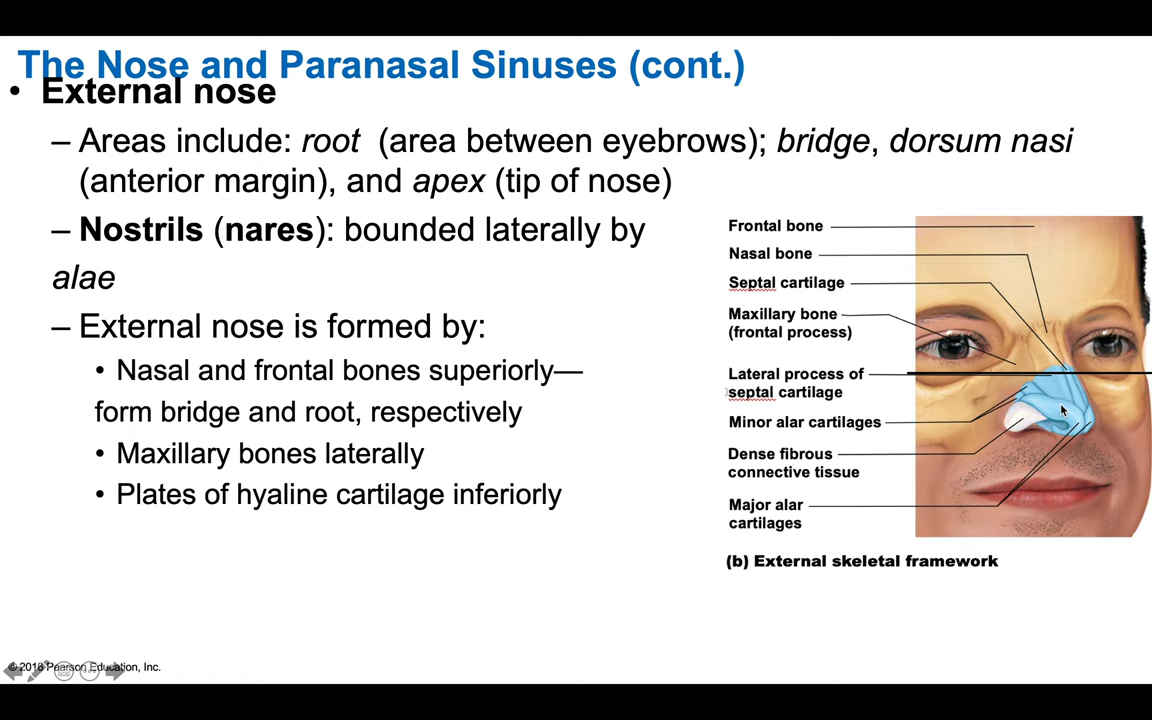 The Nose and Paranasal Sinuses (cont.)
• External nose
– Areas include: root (area between eyebrows); bridge, dorsum nasi
(anterior margin), and apex (tip of nose)
– Nostrils (nares): bounded laterally by
alae
– External nose is formed by:
• Nasal and frontal bones superiorly—
form bridge and root, respectively
• Maxillary bones laterally
• Plates of hyaline cartilage inferiorly
Frontal bone
Nasal bone
Septal cartilage
Maxillary bone
(frontal process)
Lateral process of
septal cartilage
Minor alar cartilages
Dense fibrous
connective tissue
Major alar
cartilages
(b) External skeletal framework
© 2016 Pearson Education, Inc.